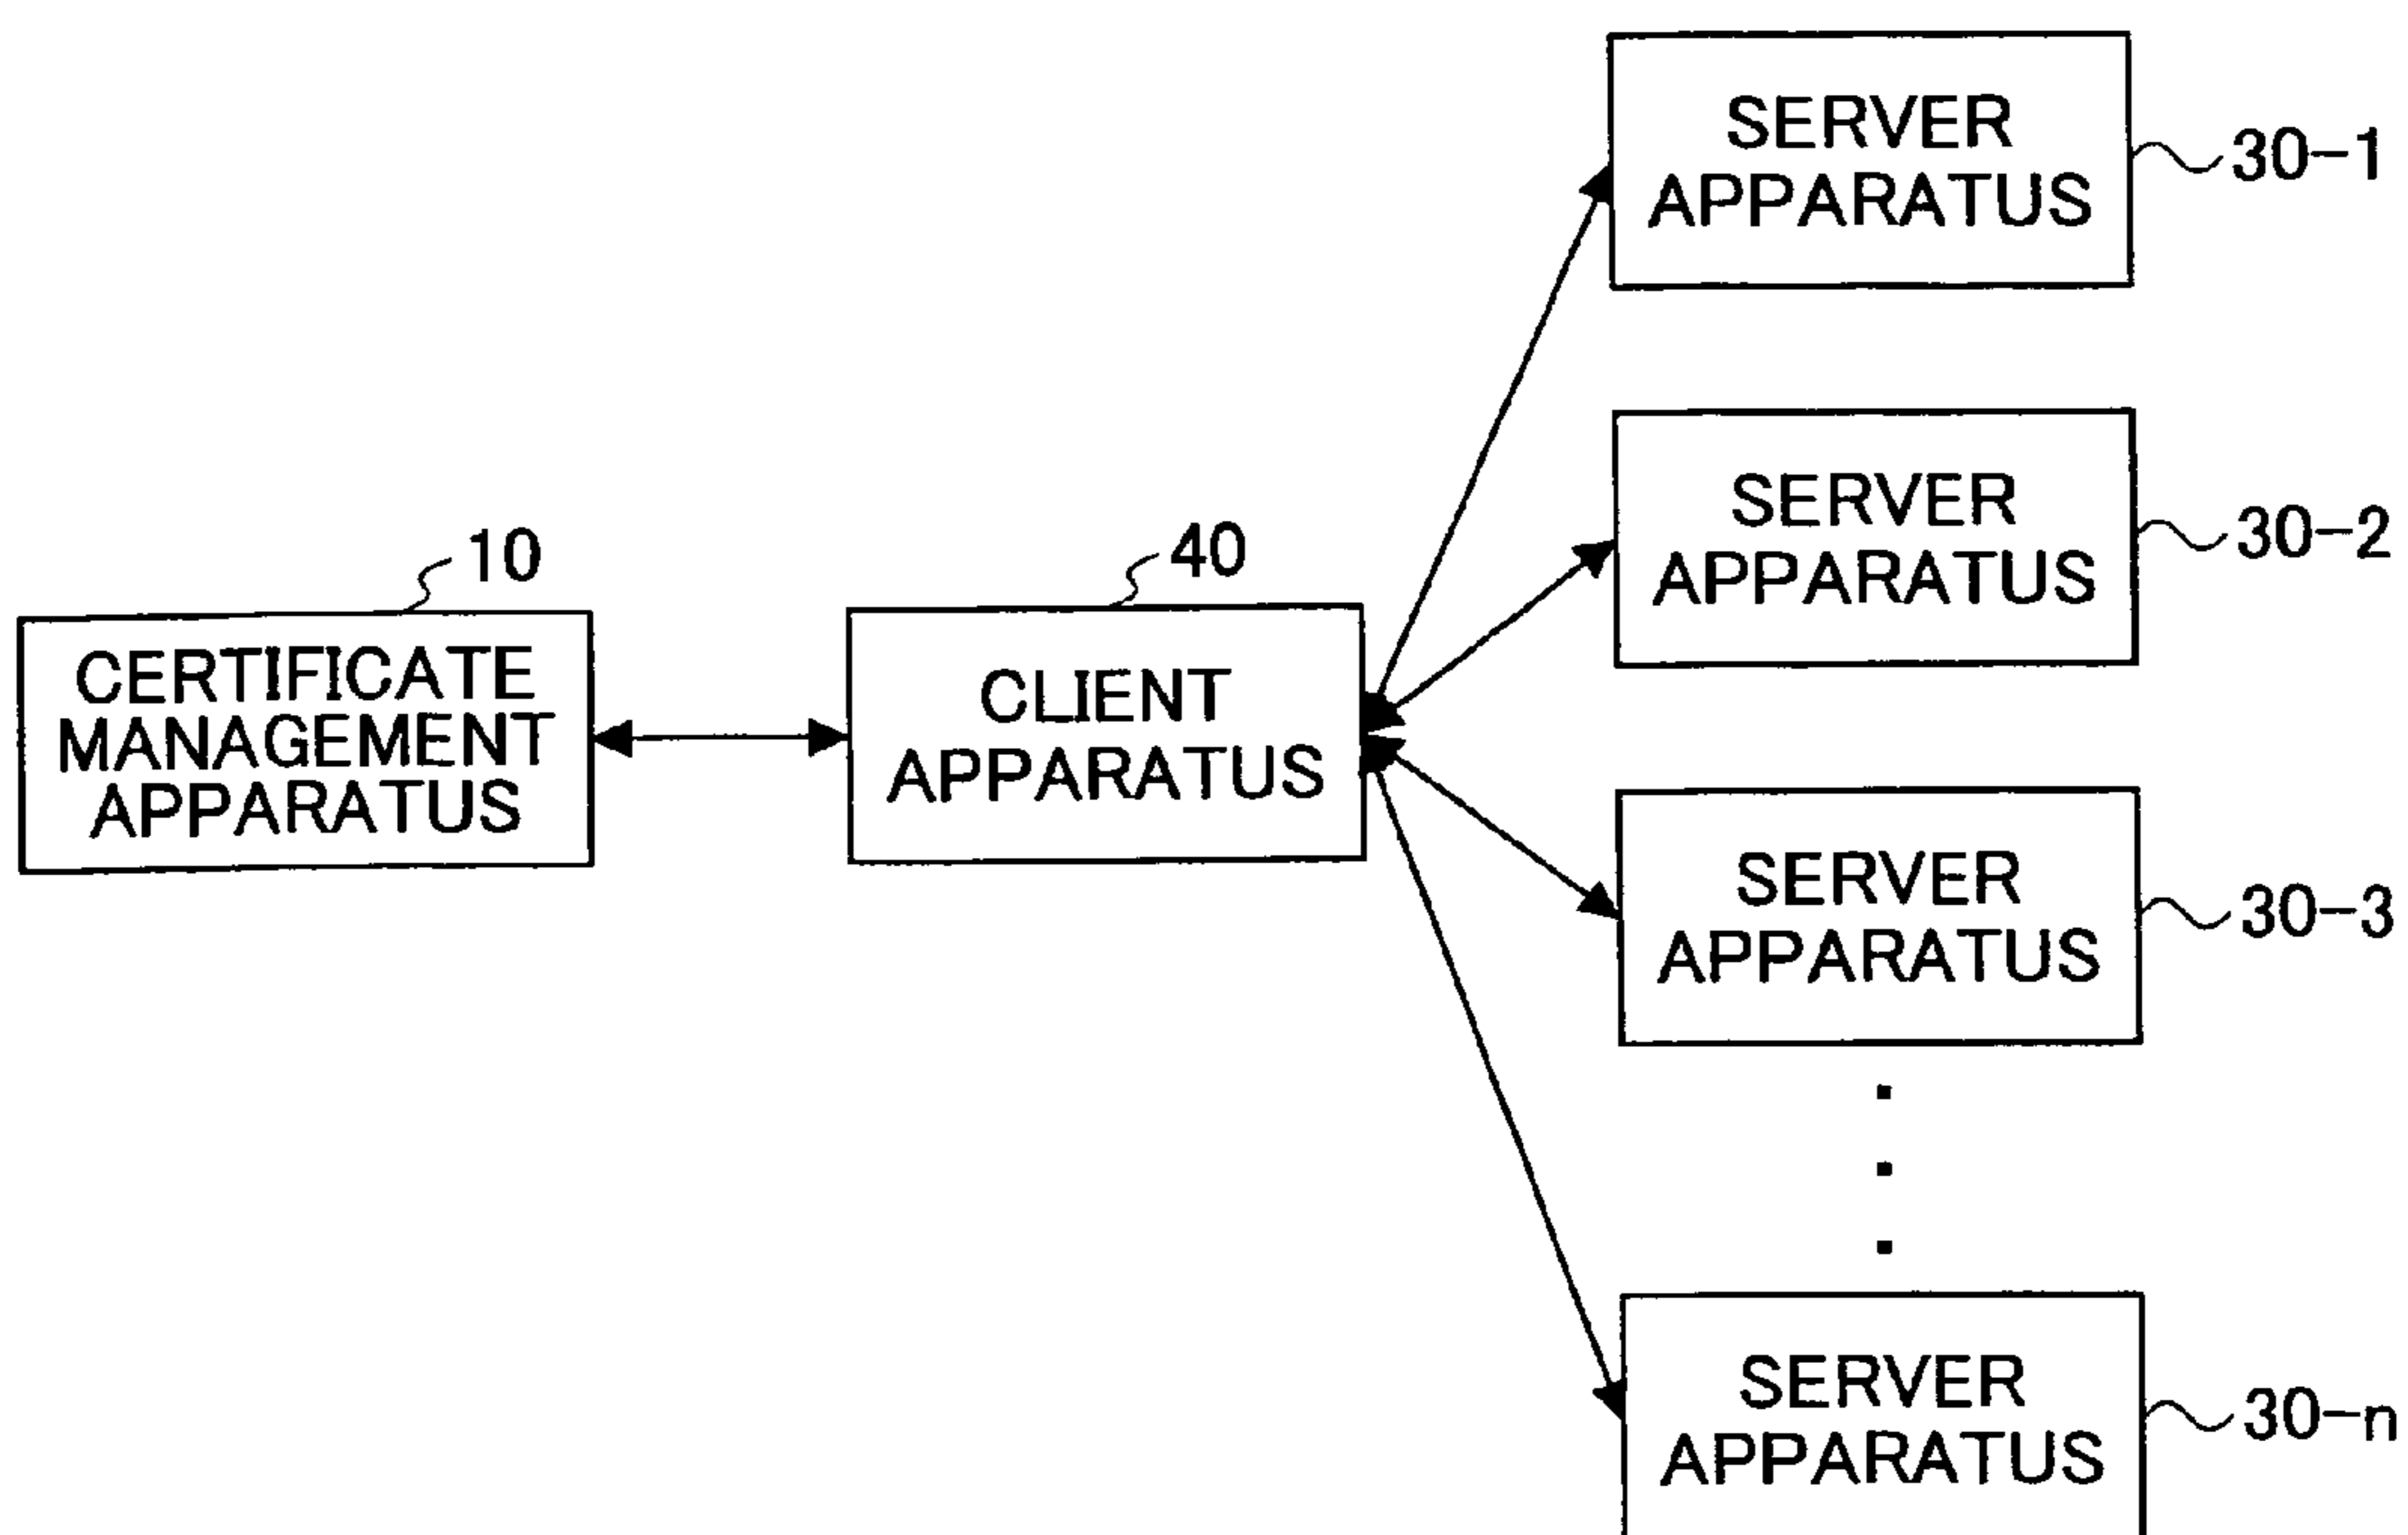 SERVER
APPARATUS
30-1
SERVER
APPARATUS
30-2
10
CERTIFICATE
MANAGEMENT
APPARATUS
40
CLIENT
APPARATUS
SERVER
APPARATUS
30-3
SERVER
APPARATUS
30-n